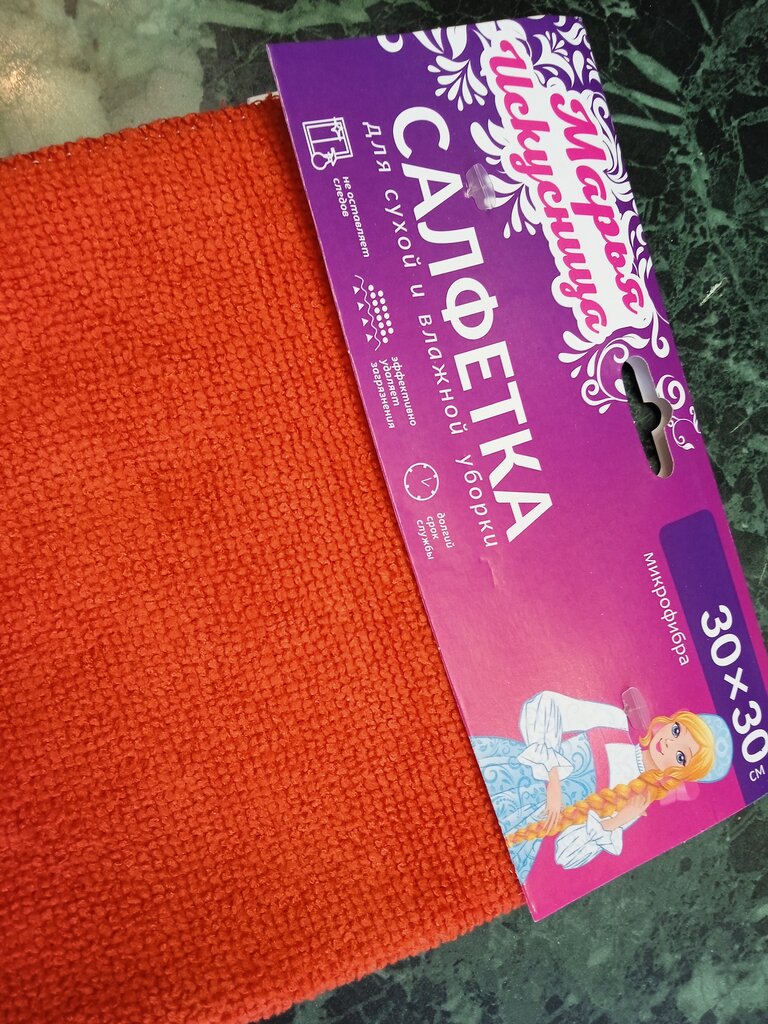 Марья
Искусница
САЛФЕТКА
для сухой и влажной уборки
не оставляет
следов
эффективно
удаляет
загрязнения
долгий
срок
службы
микрофибра
30×30
см